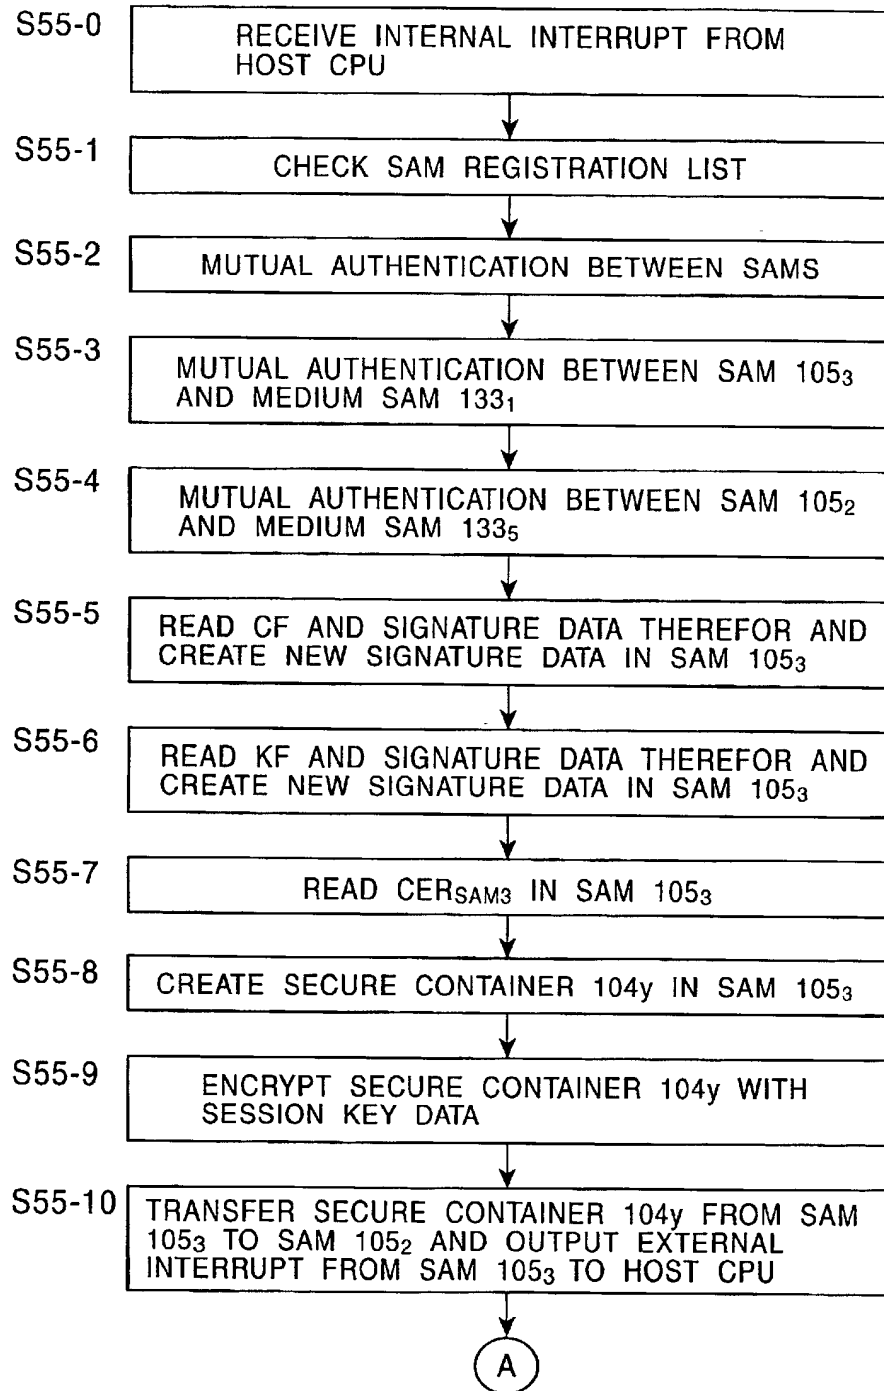 S55-0
RECEIVE INTERNAL INTERRUPT FROM
HOST CPU
S55-1
CHECK SAM REGISTRATION LIST
S55-2
MUTUAL AUTHENTICATION BETWEEN SAMS
S55-3
MUTUAL AUTHENTICATION BETWEEN SAM 105₃
AND MEDIUM SAM 133₁
S55-4
MUTUAL AUTHENTICATION BETWEEN SAM 105₂
AND MEDIUM SAM 133₅
S55-5
READ CF AND SIGNATURE DATA THEREFOR AND
CREATE NEW SIGNATURE DATA IN SAM 105₃
S55-6
READ KF AND SIGNATURE DATA THEREFOR AND
CREATE NEW SIGNATURE DATA IN SAM 105₃
S55-7
READ CER_SAM3 IN SAM 105₃
S55-8
CREATE SECURE CONTAINER 104y IN SAM 105₃
S55-9
ENCRYPT SECURE CONTAINER 104y WITH
SESSION KEY DATA
S55-10
TRANSFER SECURE CONTAINER 104y FROM SAM
105₃ TO SAM 105₂ AND OUTPUT EXTERNAL
INTERRUPT FROM SAM 105₃ TO HOST CPU
A